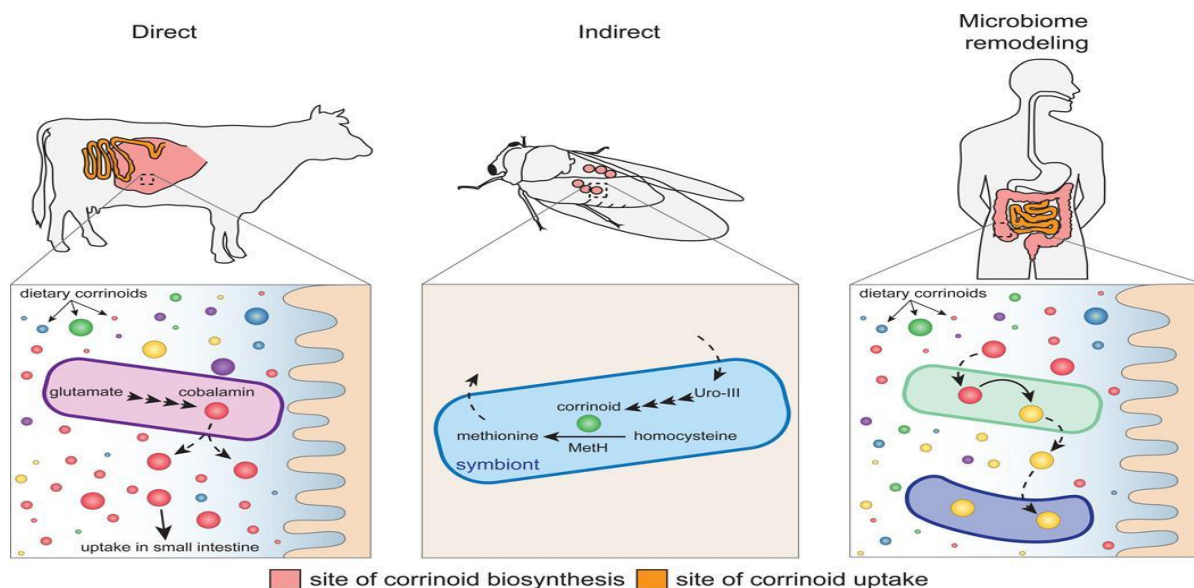 Direct
Indirect
Microbiome
remodeling
dietary corrinoids
glutamate
cobalamin
uptake in small intestine
Uro-III
corrinoid
methionine
homocysteine
MetH
symbiont
dietary corrinoids
site of corrinoid biosynthesis
site of corrinoid uptake